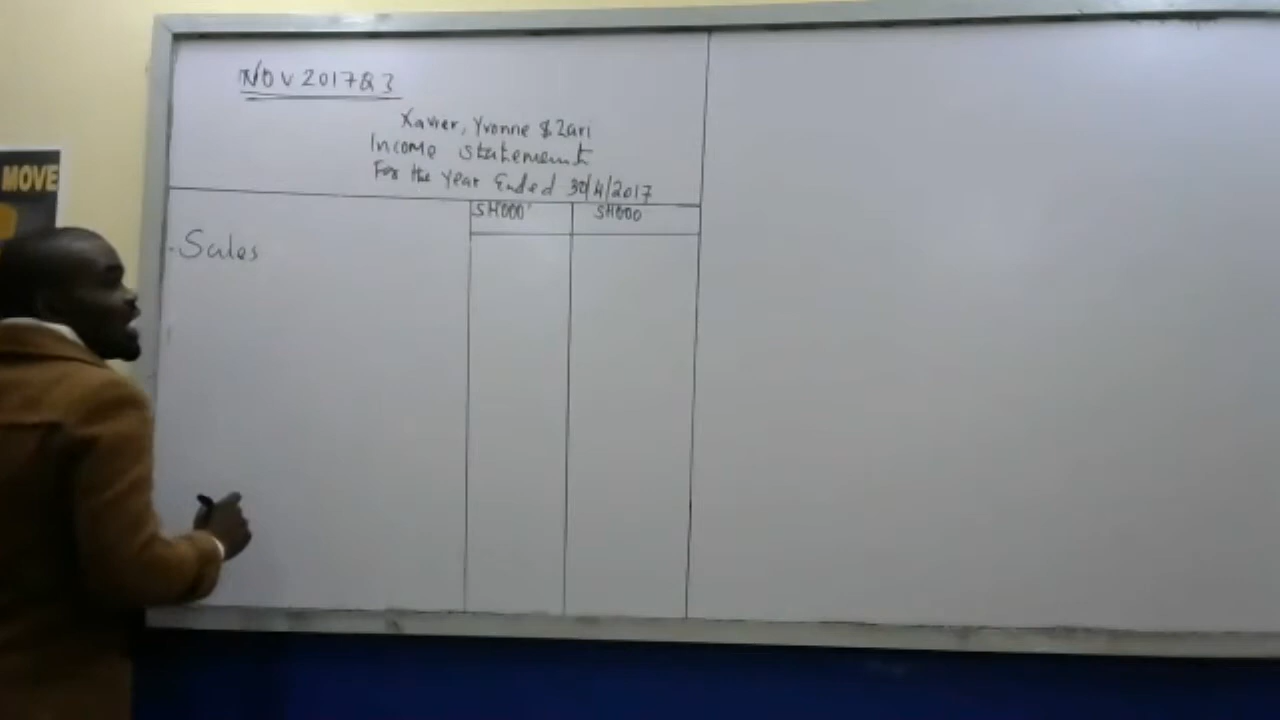 NOV 2017 Q3
Xavier, Yvonne & Zari
Income statement
For the Year Ended 30/4/2017
SH000' SH000
Sales
MOVE